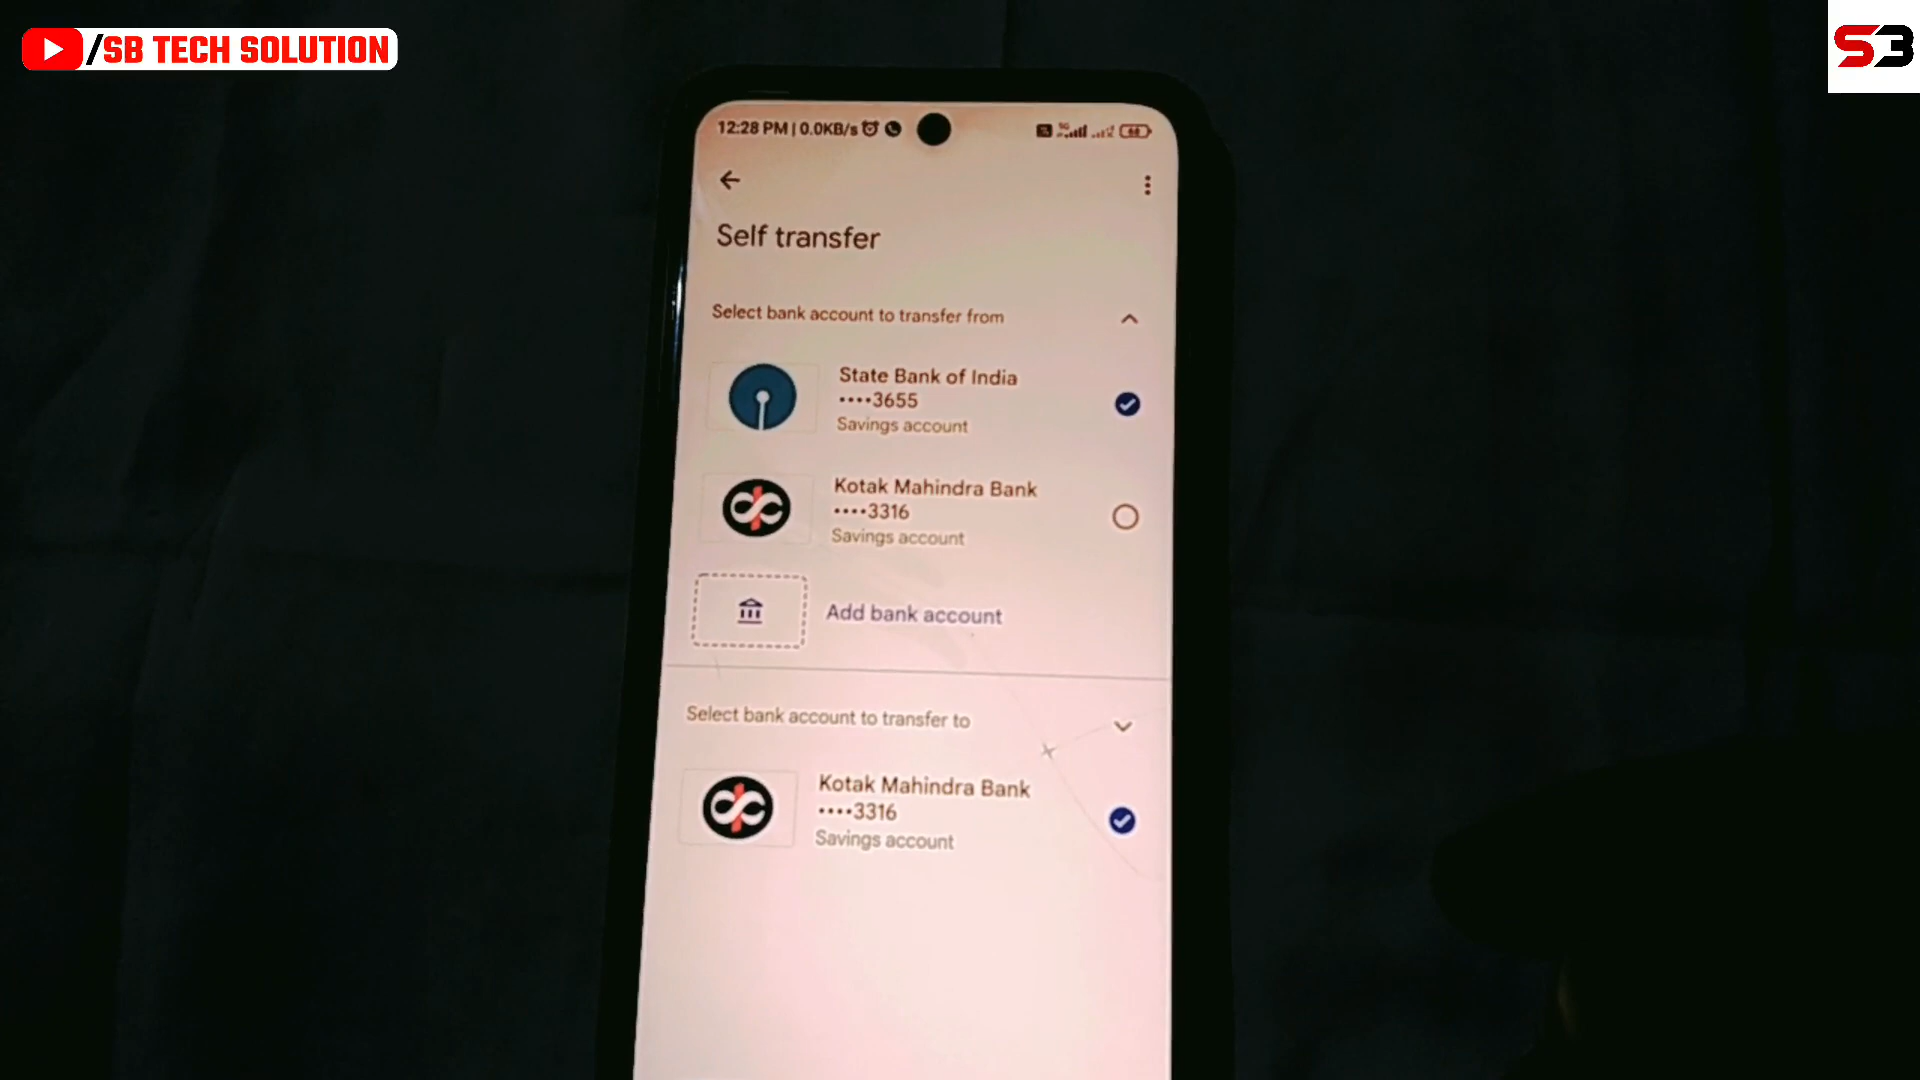 /SB TECH SOLUTION
S3
12:28 PM | 0.0KB/s
Self transfer
Select bank account to transfer from
State Bank of India
••••3655
Savings account
Kotak Mahindra Bank
••••3316
Savings account
Add bank account
Select bank account to transfer to
Kotak Mahindra Bank
••••3316
Savings account